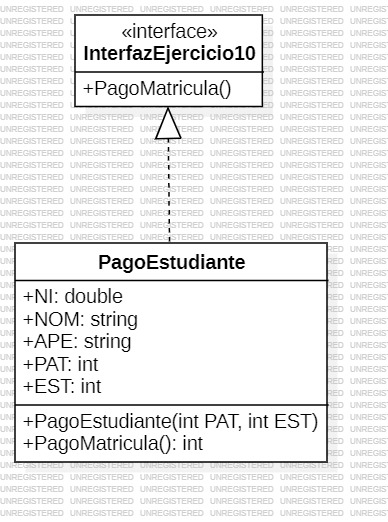 «interface»
InterfazEjercicio10
+PagoMatricula()
PagoEstudiante
+NI: double
+NOM: string
+APE: string
+PAT: int
+EST: int
+PagoEstudiante(int PAT, int EST)
+PagoMatricula(): int